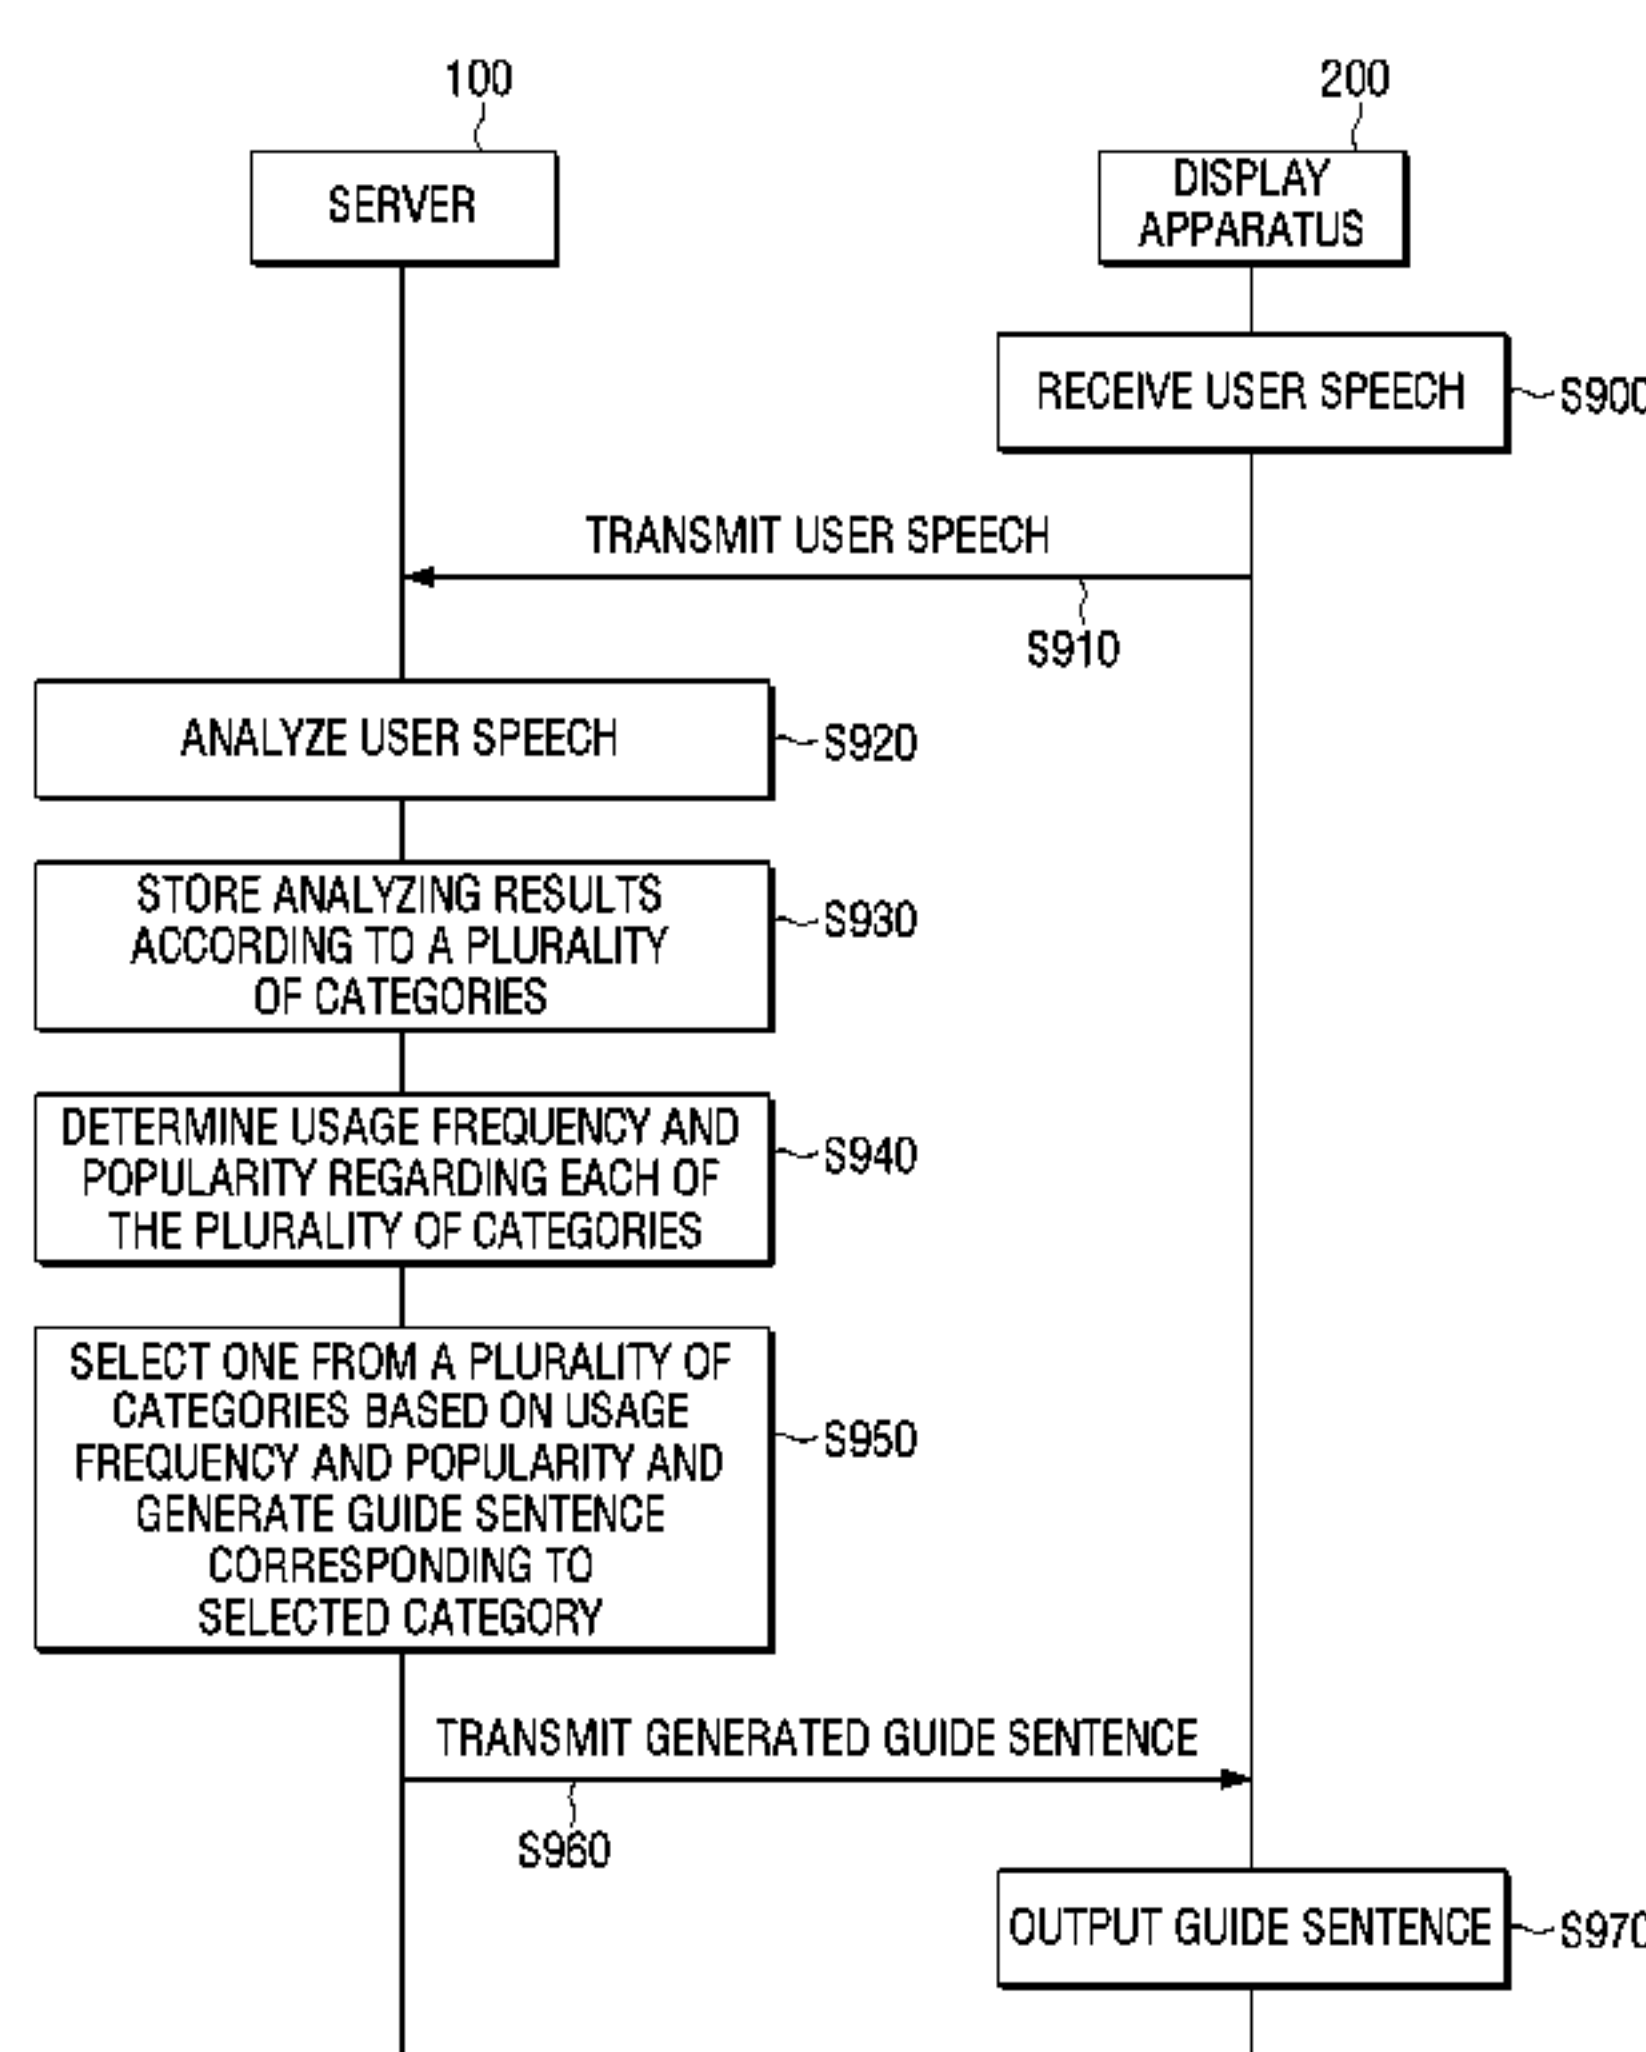 100
200
SERVER
DISPLAY
APPARATUS
RECEIVE USER SPEECH
S900
TRANSMIT USER SPEECH
S910
ANALYZE USER SPEECH
S920
STORE ANALYZING RESULTS
ACCORDING TO A PLURALITY
OF CATEGORIES
S930
DETERMINE USAGE FREQUENCY AND
POPULARITY REGARDING EACH OF
THE PLURALITY OF CATEGORIES
S940
SELECT ONE FROM A PLURALITY OF
CATEGORIES BASED ON USAGE
FREQUENCY AND POPULARITY AND
GENERATE GUIDE SENTENCE
CORRESPONDING TO
SELECTED CATEGORY
S950
TRANSMIT GENERATED GUIDE SENTENCE
S960
OUTPUT GUIDE SENTENCE
S970